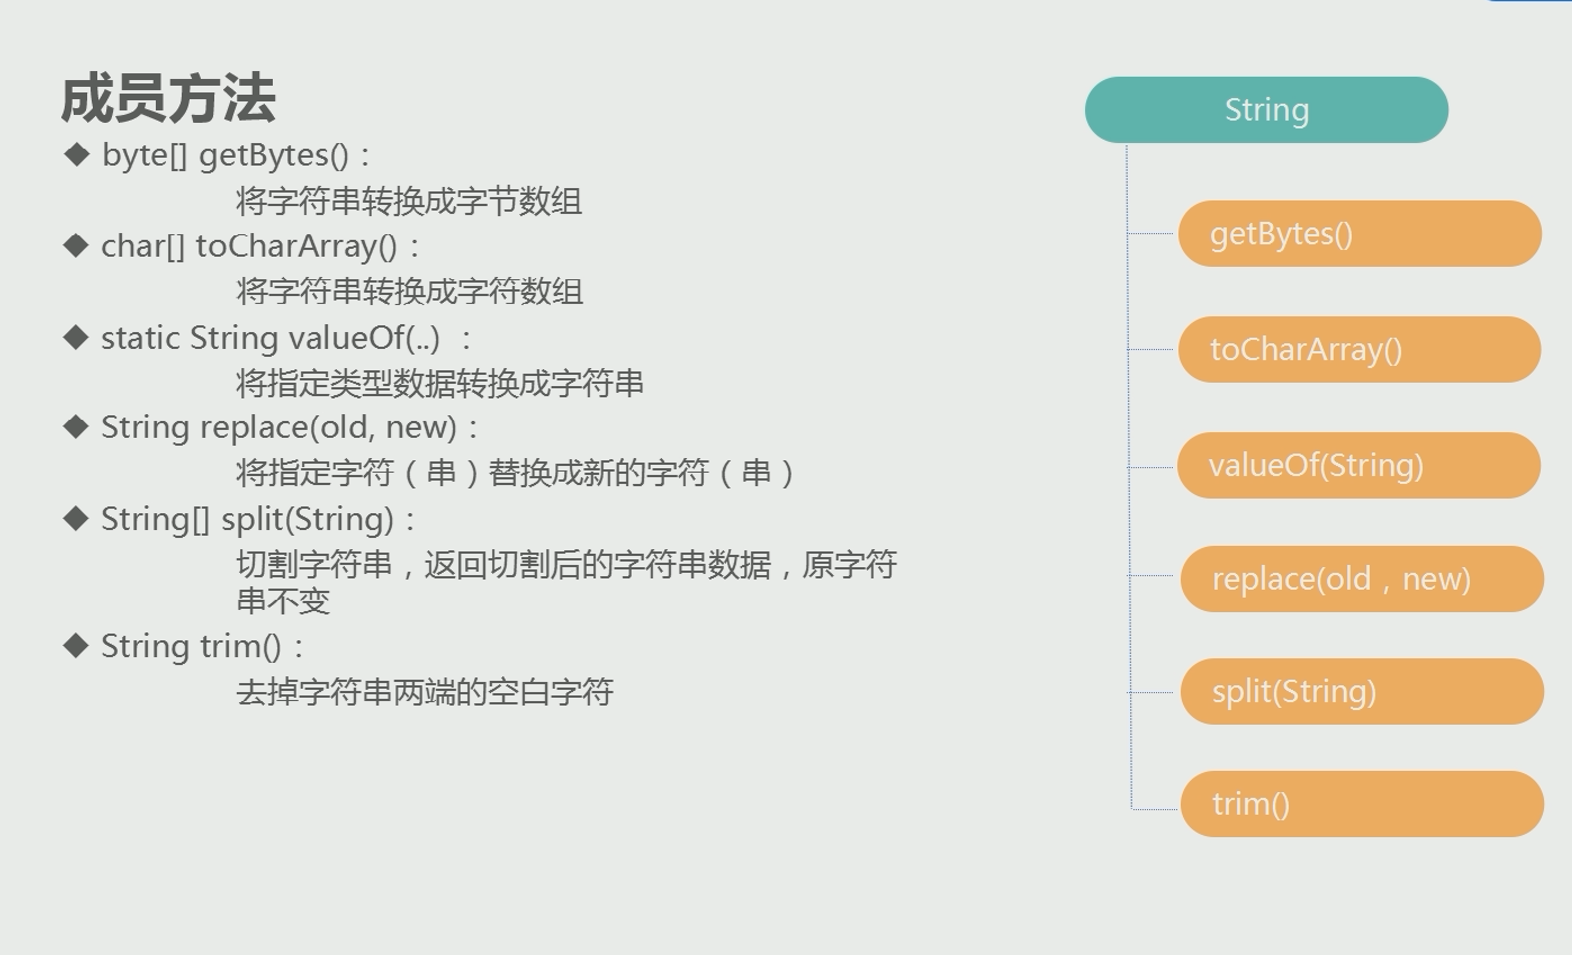 成员方法
◆ byte[] getBytes()：
将字符串转换成字节数组
◆ char[] toCharArray()：
将字符串转换成字符数组
◆ static String valueOf(..) ：
将指定类型数据转换成字符串
◆ String replace(old, new)：
将指定字符（串）替换成新的字符（串）
◆ String[] split(String)：
切割字符串，返回切割后的字符串数据，原字符
串不变
◆ String trim()：
去掉字符串两端的空白字符
String
getBytes()
toCharArray()
valueOf(String)
replace(old，new)
split(String)
trim()